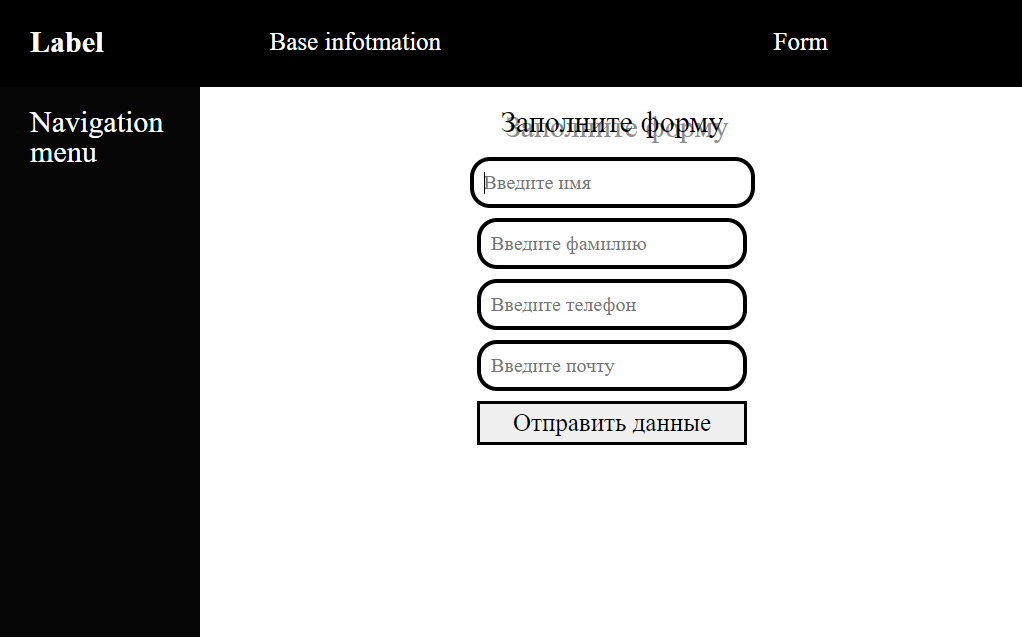 Label
Base infotmation
Form
Navigation
menu
Заполните форму
Введите имя
Введите фамилию
Введите телефон
Введите почту
Отправить данные